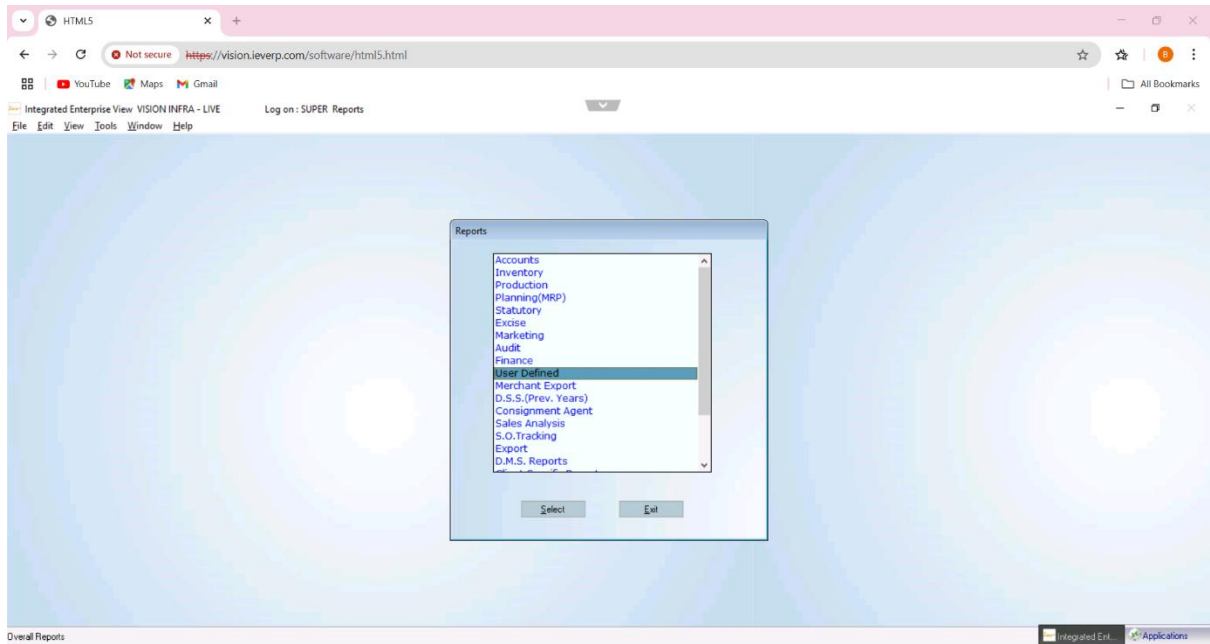 HTML5
Not secure https://vision.ieverp.com/software/html5.html
B
YouTube Maps Gmail All Bookmarks
Integrated Enterprise View VISION INFRA - LIVE Log on : SUPER Reports
File Edit View Tools Window Help
Reports
Accounts
Inventory
Production
Planning(MRP)
Statutory
Excise
Marketing
Audit
Finance
User Defined
Merchant Export
D.S.S.(Prev. Years)
Consignment Agent
Sales Analysis
S.O.Tracking
Export
D.M.S. Reports
Select Exit
Overall Reports
Integrated Ent... Applications